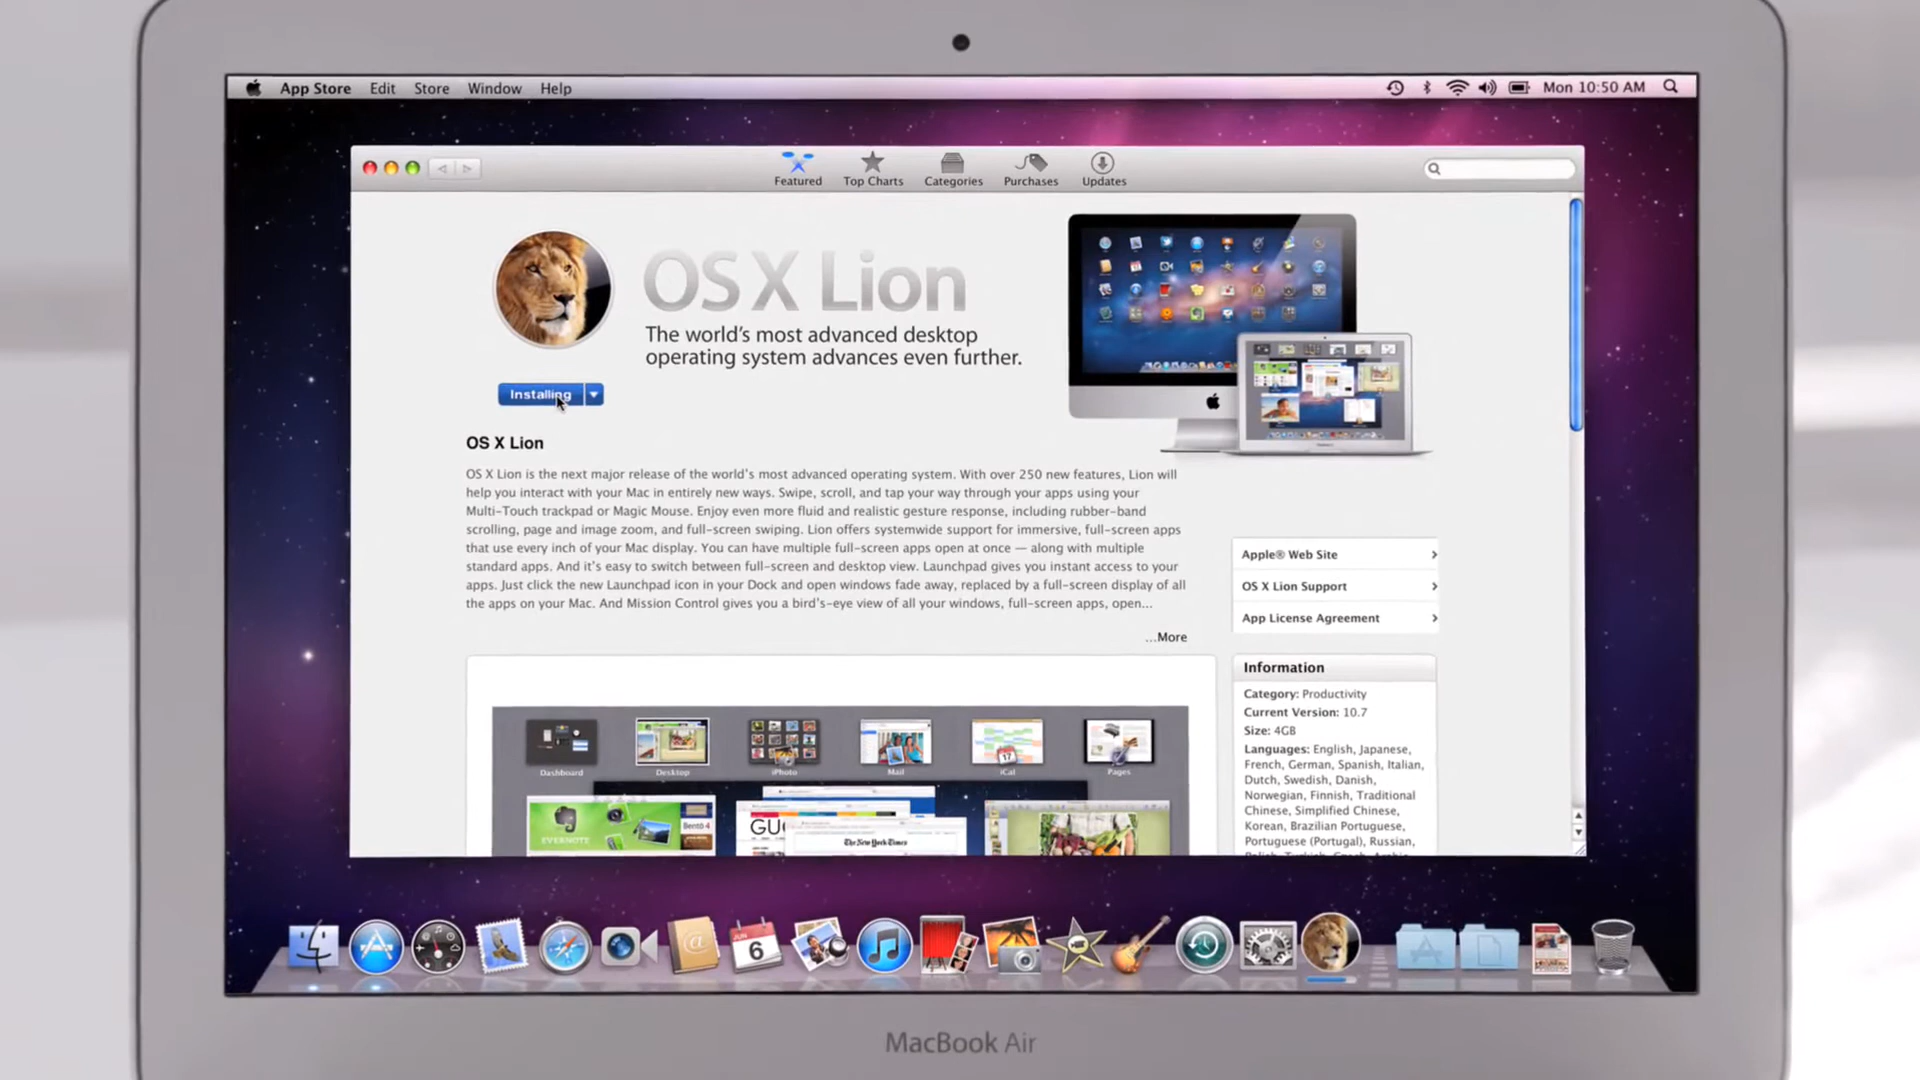 App Store Edit Store Window Help Mon 10:50 AM
Featured Top Charts Categories Purchases Updates
OS X Lion
The world's most advanced desktop
operating system advances even further.
Installing
OS X Lion
OS X Lion is the next major release of the world's most advanced operating system. With over 250 new features, Lion will
help you interact with your Mac in entirely new ways. Swipe, scroll, and tap your way through your apps using your
Multi-Touch trackpad or Magic Mouse. Enjoy even more fluid and realistic gesture response, including rubber-band
scrolling, page and image zoom, and full-screen swiping. Lion offers systemwide support for immersive, full-screen apps
that use every inch of your Mac display. You can have multiple full-screen apps open at once — along with multiple
standard apps. And it's easy to switch between full-screen and desktop view. Launchpad gives you instant access to your
apps. Just click the new Launchpad icon in your Dock and open windows fade away, replaced by a full-screen display of all
the apps on your Mac. And Mission Control gives you a bird's-eye view of all your windows, full-screen apps, open...
...More
Apple® Web Site
OS X Lion Support
App License Agreement
Information
Category: Productivity
Current Version: 10.7
Size: 4GB
Languages: English, Japanese,
French, German, Spanish, Italian,
Dutch, Swedish, Danish,
Norwegian, Finnish, Traditional
Chinese, Simplified Chinese,
Korean, Brazilian Portuguese,
Portuguese (Portugal), Russian,
Dashboard Desktop iPhoto Mail iCal Pages
17
EVERNOTE
Bento 4
GUC
The New York Times
JUN
6
MacBook Air